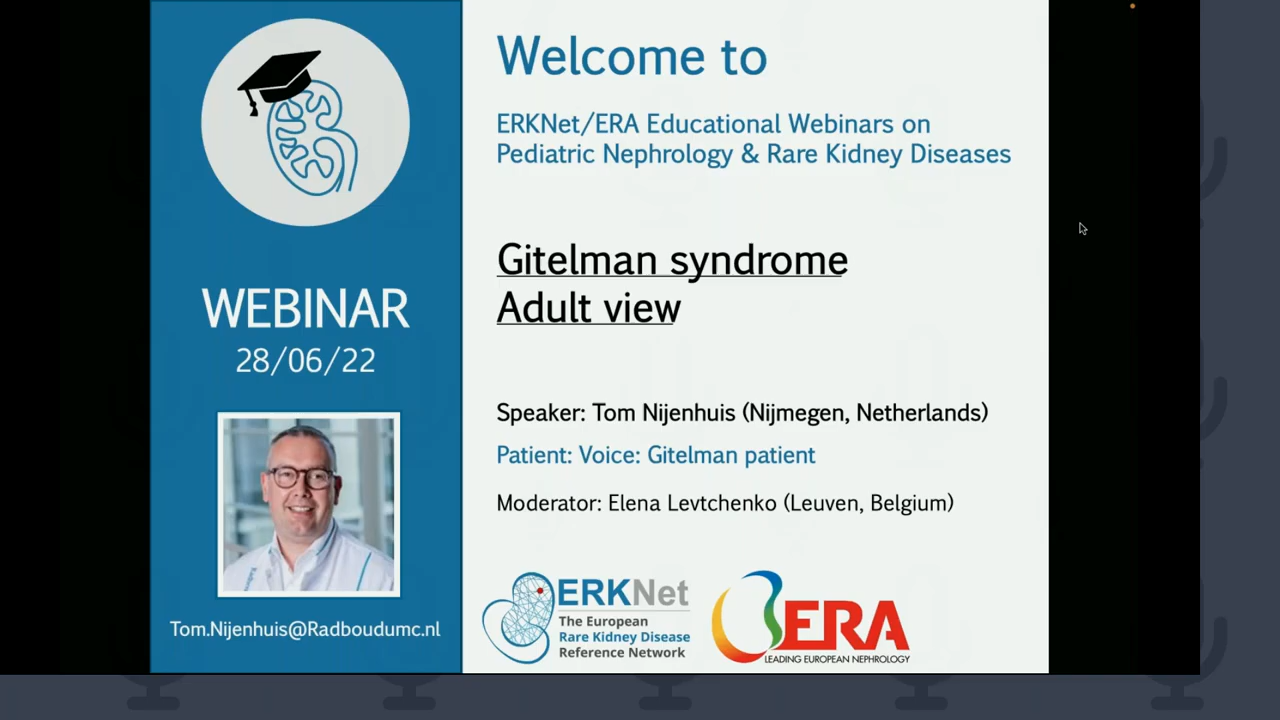 WEBINAR
28/06/22
Tom.Nijenhuis@Radboudumc.nl
Welcome to
ERKNet/ERA Educational Webinars on
Pediatric Nephrology & Rare Kidney Diseases
Gitelman syndrome
Adult view
Speaker: Tom Nijenhuis (Nijmegen, Netherlands)
Patient: Voice: Gitelman patient
Moderator: Elena Levtchenko (Leuven, Belgium)
ERKNet
The European
Rare Kidney Disease
Reference Network
ERA
LEADING EUROPEAN NEPHROLOGY